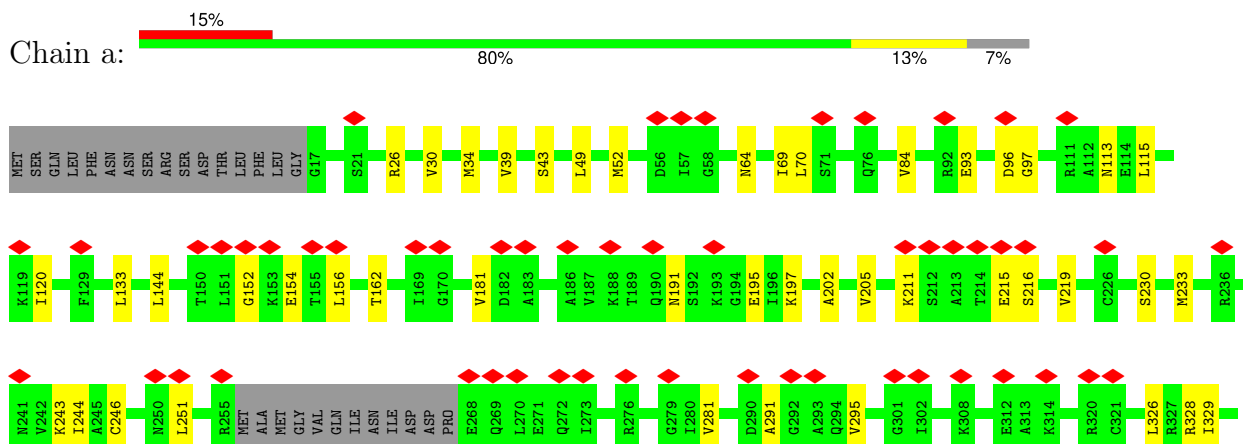 15%
Chain a:
80% 13% 7%
MET SER GLN LEU PHE ASN ASN SER ARG SER ASP THR LEU PHE LEU GLY G17 S21 R26 V30 M34 V39 S43 L49 M52 D56 I57 G58 N64 I69 L70 S71 Q76 V84 R92 E93 D96 G97 R111 A112 N113 E114 L115
K119 I120 F129 L133 L144 T150 L151 G152 K153 E154 T155 L156 T162 I169 G170 V181 D182 A183 A186 V187 K188 T189 Q190 N191 S192 K193 G194 E195 I196 K197 A202 V205 K211 S212 A213 T214 E215 S216 V219 C226 S230 M233 R236
N241 V242 K243 I244 A245 C246 N250 L251 R255 MET ALA MET GLY VAL GLN ILE ASN ILE ASP ASP PRO E268 Q269 L270 E271 Q272 I273 R276 G279 I280 V281 D290 A291 G292 A293 Q294 V295 G301 I302 K308 E312 A313 K314 R320 C321 L326 R327 R328 I329